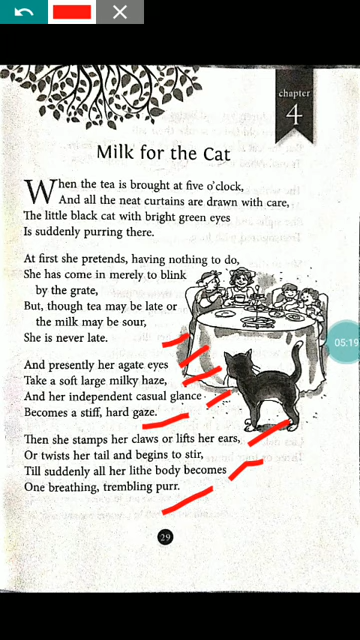 05:19
chapter
4
Milk for the Cat
When the tea is brought at five o'clock,
And all the neat curtains are drawn with care,
The little black cat with bright green eyes
Is suddenly purring there.
At first she pretends, having nothing to do,
She has come in merely to blink
by the grate,
But, though tea may be late or
the milk may be sour,
She is never late.
And presently her agate eyes
Take a soft large milky haze,
And her independent casual glance
Becomes a stiff, hard gaze.
Then she stamps her claws or lifts her ears,
Or twists her tail and begins to stir,
Till suddenly all her lithe body becomes
One breathing, trembling purr.
29